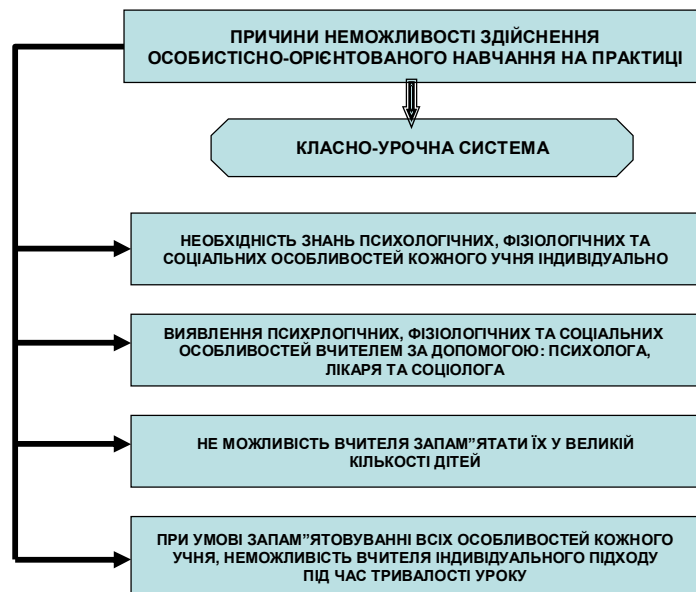 ПРИЧИНИ НЕМОЖЛИВОСТІ ЗДІЙСНЕННЯ
ОСОБИСТІСНО-ОРІЄНТОВАНОГО НАВЧАННЯ НА ПРАКТИЦІ
КЛАСНО-УРОЧНА СИСТЕМА
НЕОБХІДНІСТЬ ЗНАНЬ ПСИХОЛОГІЧНИХ, ФІЗІОЛОГІЧНИХ ТА
СОЦІАЛЬНИХ ОСОБЛИВОСТЕЙ КОЖНОГО УЧНЯ ІНДИВІДУАЛЬНО
ВИЯВЛЕННЯ ПСИХРЛОГІЧНИХ, ФІЗІОЛОГІЧНИХ ТА СОЦІАЛЬНИХ
ОСОБЛИВОСТЕЙ ВЧИТЕЛЕМ ЗА ДОПОМОГОЮ: ПСИХОЛОГА,
ЛІКАРЯ ТА СОЦІОЛОГА
НЕ МОЖЛИВІСТЬ ВЧИТЕЛЯ ЗАПАМ"ЯТАТИ ЇХ У ВЕЛИКІЙ
КІЛЬКОСТІ ДІТЕЙ
ПРИ УМОВІ ЗАПАМ"ЯТОВУВАННІ ВСІХ ОСОБЛИВОСТЕЙ КОЖНОГО
УЧНЯ, НЕМОЖЛИВІСТЬ ВЧИТЕЛЯ ІНДИВІДУАЛЬНОГО ПІДХОДУ
ПІД ЧАС ТРИВАЛОСТІ УРОКУ